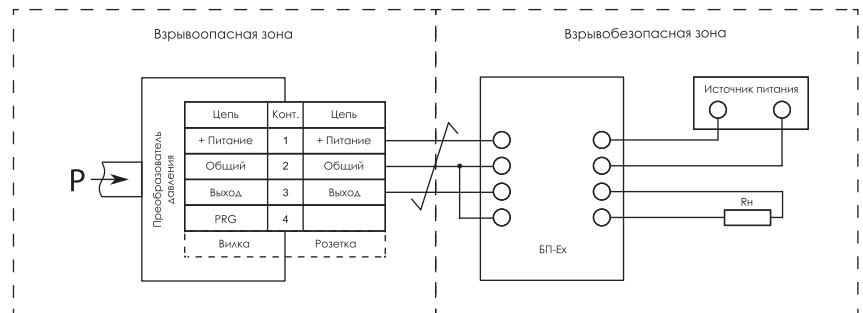 Взрывоопасная зона
Взрывобезопасная зона
P
Преобразователь
давления
Цепь Конт. Цепь
+ Питание 1 + Питание
Общий 2 Общий
Выход 3 Выход
PRG 4
Вилка Розетка
БП-Ex
Источник питания
Rн